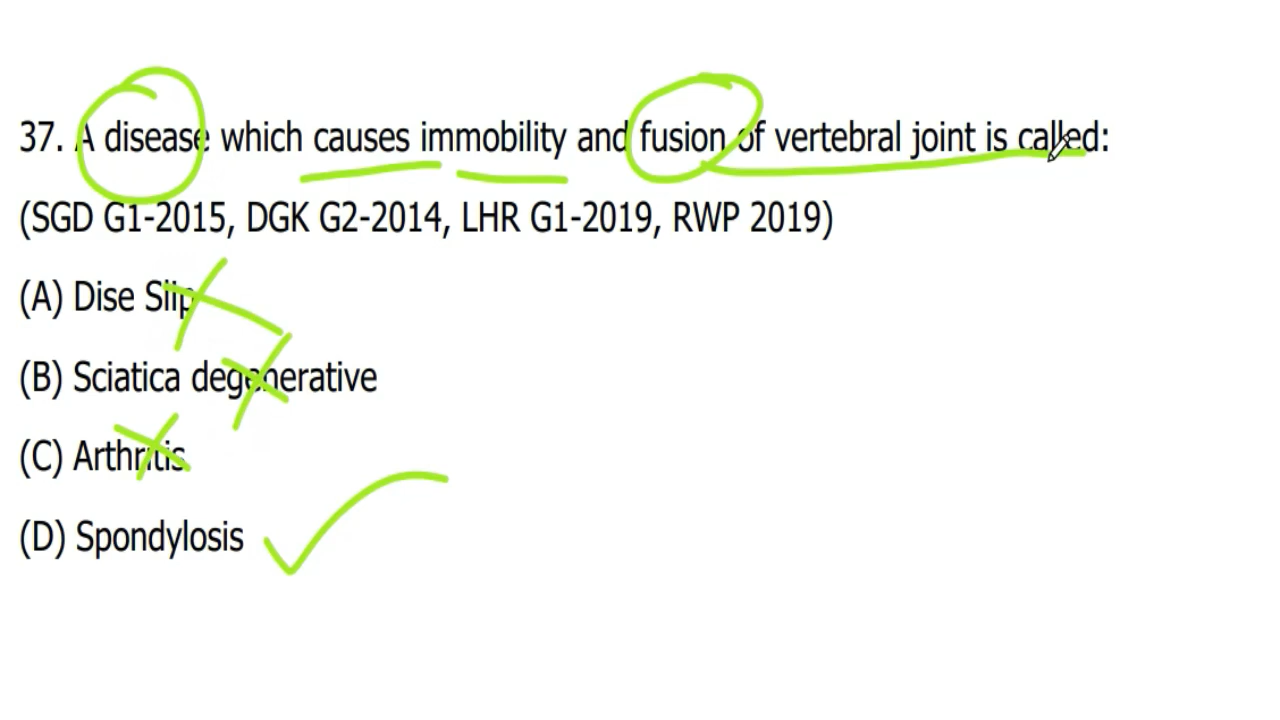 37. A disease which causes immobility and fusion of vertebral joint is called:
(SGD G1-2015, DGK G2-2014, LHR G1-2019, RWP 2019)
(A) Dise Slip
(B) Sciatica degenerative
(C) Arthritis
(D) Spondylosis